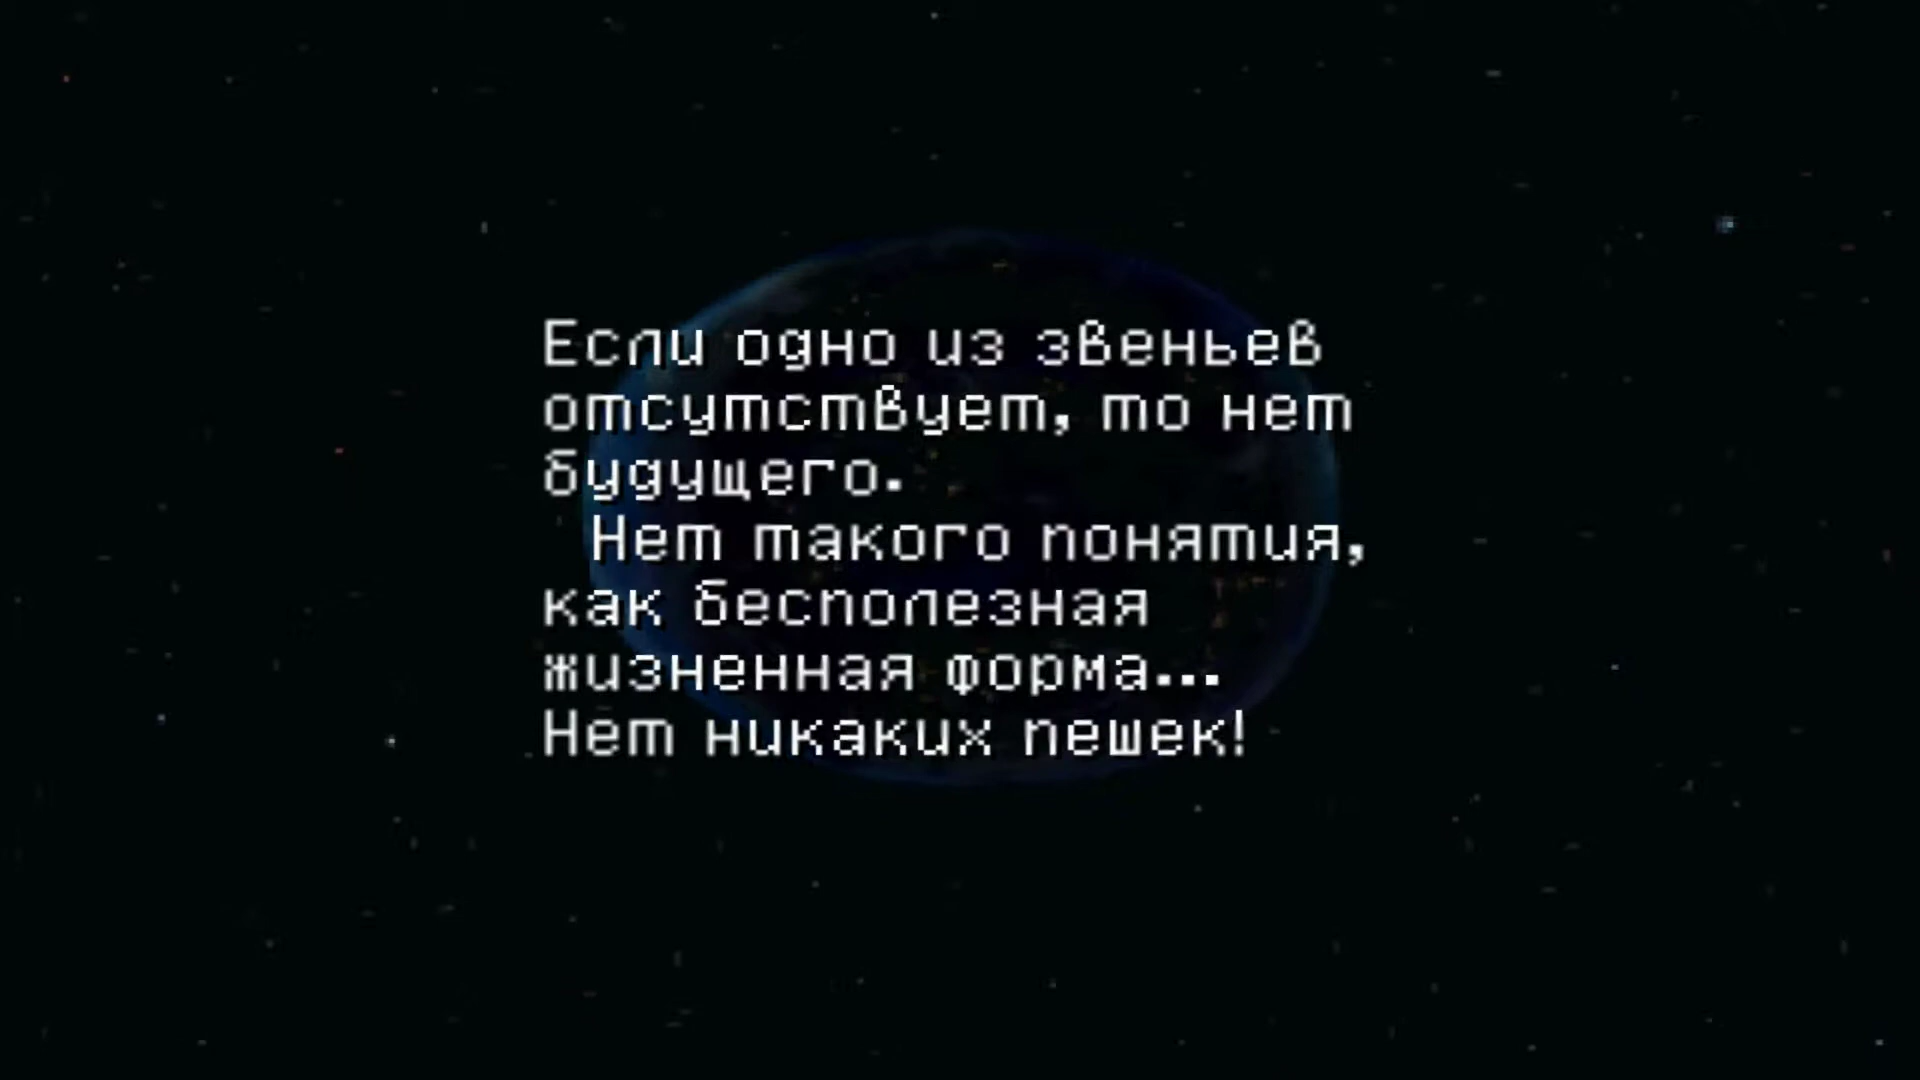 Если одно из звеньев
отсутствует, то нет
будущего.
Нет такого понятия,
как бесполезная
жизненная форма...
Нет никаких пешек!